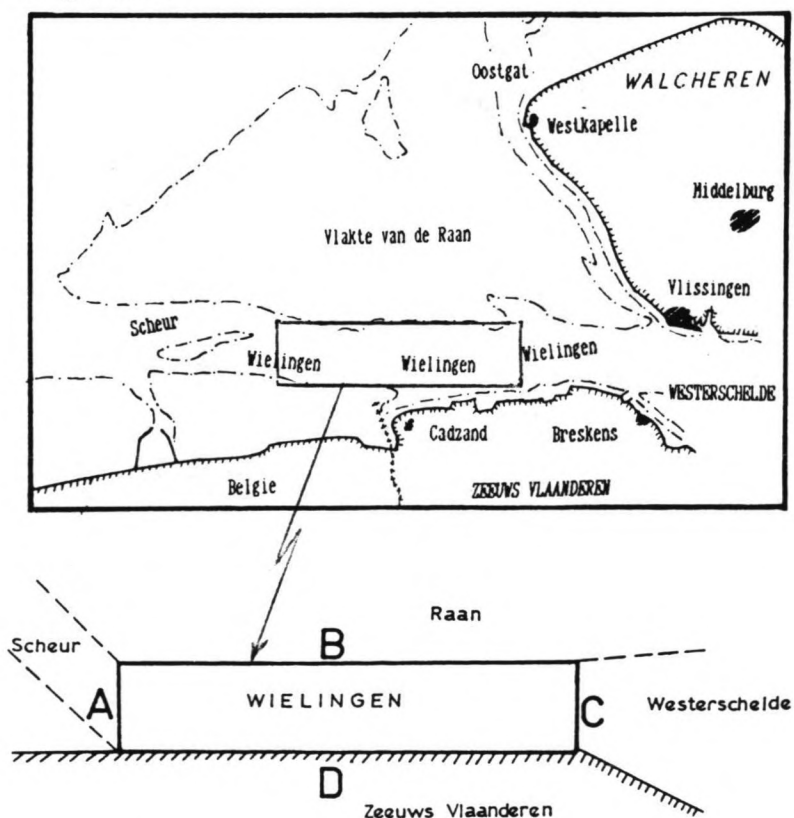 Oostgat
WALCHEREN
Westkapelle
Middelburg
Vlakte van de Raan
Vlissingen
Scheur
Wielingen
Wielingen
Wielingen
WESTERSCHELDE
Cadzand
Breskens
Belgie
ZEEUWS VLAANDEREN
Raan
B
Scheur
A
WIELINGEN
C
Westerschelde
D
Zeeuws Vlaanderen